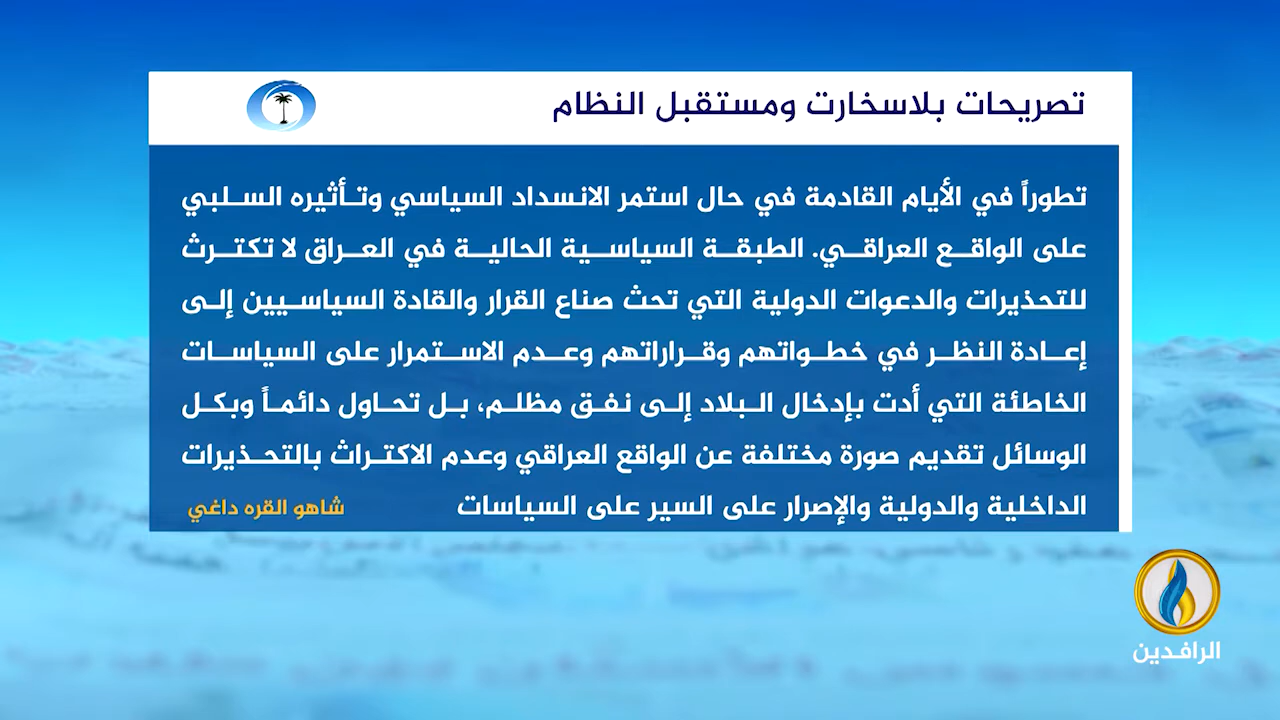 تصريحات بلاسخارت ومستقبل النظام
تطوراً في الأيام القادمة في حال استمر الانسداد السياسي وتأثيره السلبي
على الواقع العراقي. الطبقة السياسية الحالية في العراق لا تكترث
للتحذيرات والدعوات الدولية التي تحث صناع القرار والقادة السياسيين إلى
إعادة النظر في خطواتهم وقراراتهم وعدم الاستمرار على السياسات
الخاطئة التي أدت بإدخال البلاد إلى نفق مظلم، بل تحاول دائماً وبكل
الوسائل تقديم صورة مختلفة عن الواقع العراقي وعدم الاكتراث بالتحذيرات
الداخلية والدولية والإصرار على السير على السياسات
شاهو القره داغي
الرافدين